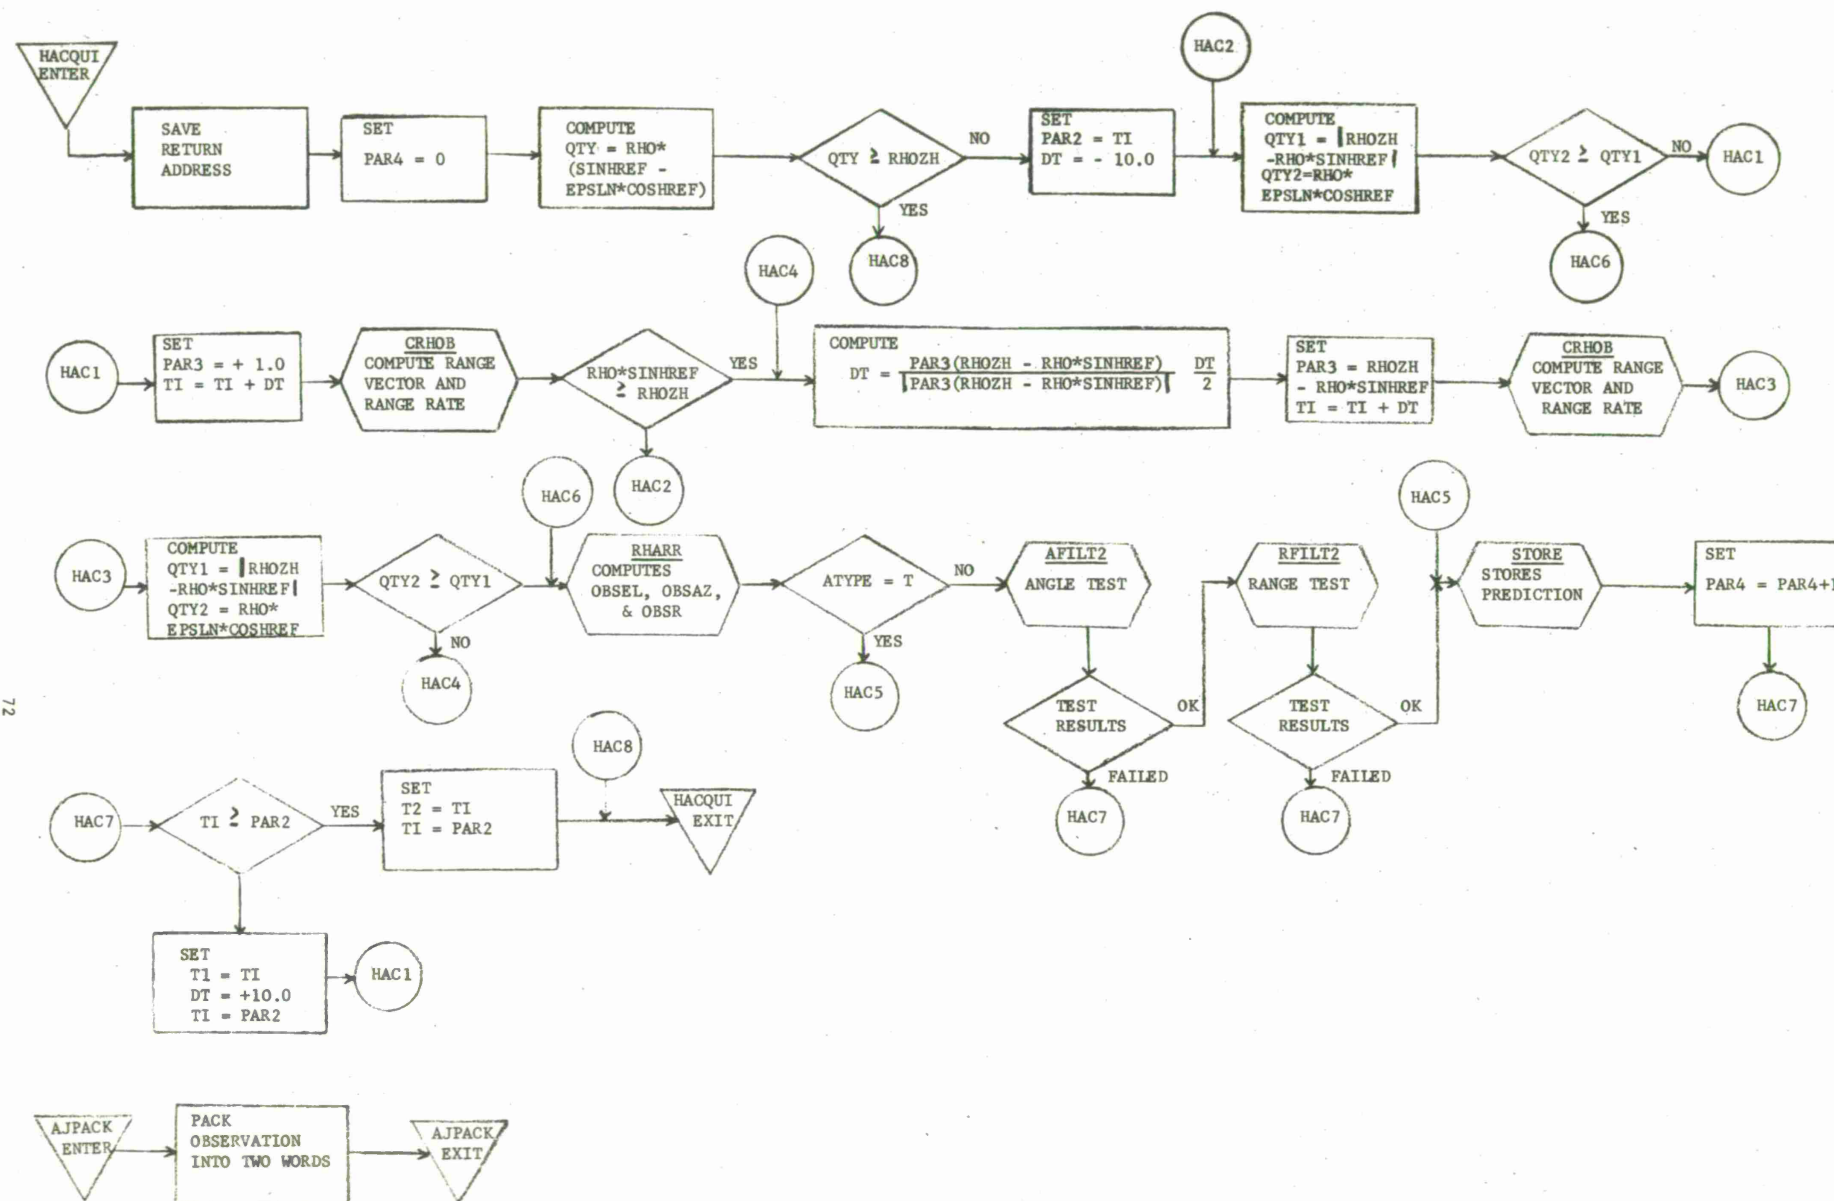 HACQUI
ENTER
SAVE
RETURN
ADDRESS
SET
PAR4 = 0
COMPUTE
QTY = RHO*
(SINHREF -
EPSLN*COSHREF)
QTY ≥ RHOZH
NO
YES
HAC8
SET
PAR2 = TI
DT = - 10.0
HAC2
COMPUTE
QTY1 = |RHOZH
-RHO*SINHREF|
QTY2=RHO*
EPSLN*COSHREF
QTY2 ≥ QTY1
NO
HAC1
YES
HAC6
HAC1
SET
PAR3 = + 1.0
TI = TI + DT
CRHOB
COMPUTE RANGE
VECTOR AND
RANGE RATE
RHO*SINHREF
≥ RHOZH
YES
HAC2
HAC4
COMPUTE
DT = PAR3(RHOZH - RHO*SINHREF) DT
|PAR3(RHOZH - RHO*SINHREF)| 2
SET
PAR3 = RHOZH
- RHO*SINHREF
TI = TI + DT
CRHOB
COMPUTE RANGE
VECTOR AND
RANGE RATE
HAC3
HAC3
COMPUTE
QTY1 = |RHOZH
-RHO*SINHREF|
QTY2 = RHO*
EPSLN*COSHREF
QTY2 ≥ QTY1
NO
HAC4
HAC6
RHARR
COMPUTES
OBSEL, OBSAZ,
& OBSR
ATYPE = T
NO
YES
HAC5
AFILT2
ANGLE TEST
TEST
RESULTS
OK
FAILED
HAC7
RFILT2
RANGE TEST
TEST
RESULTS
OK
FAILED
HAC7
HAC5
STORE
STORES
PREDICTION
SET
PAR4 = PAR4+1
HAC7
72
HAC7
TI ≥ PAR2
YES
SET
T2 = TI
TI = PAR2
HAC8
HACQUI
EXIT
SET
T1 = TI
DT = +10.0
TI = PAR2
HAC1
AJPACK
ENTER
PACK
OBSERVATION
INTO TWO WORDS
AJPACK
EXIT